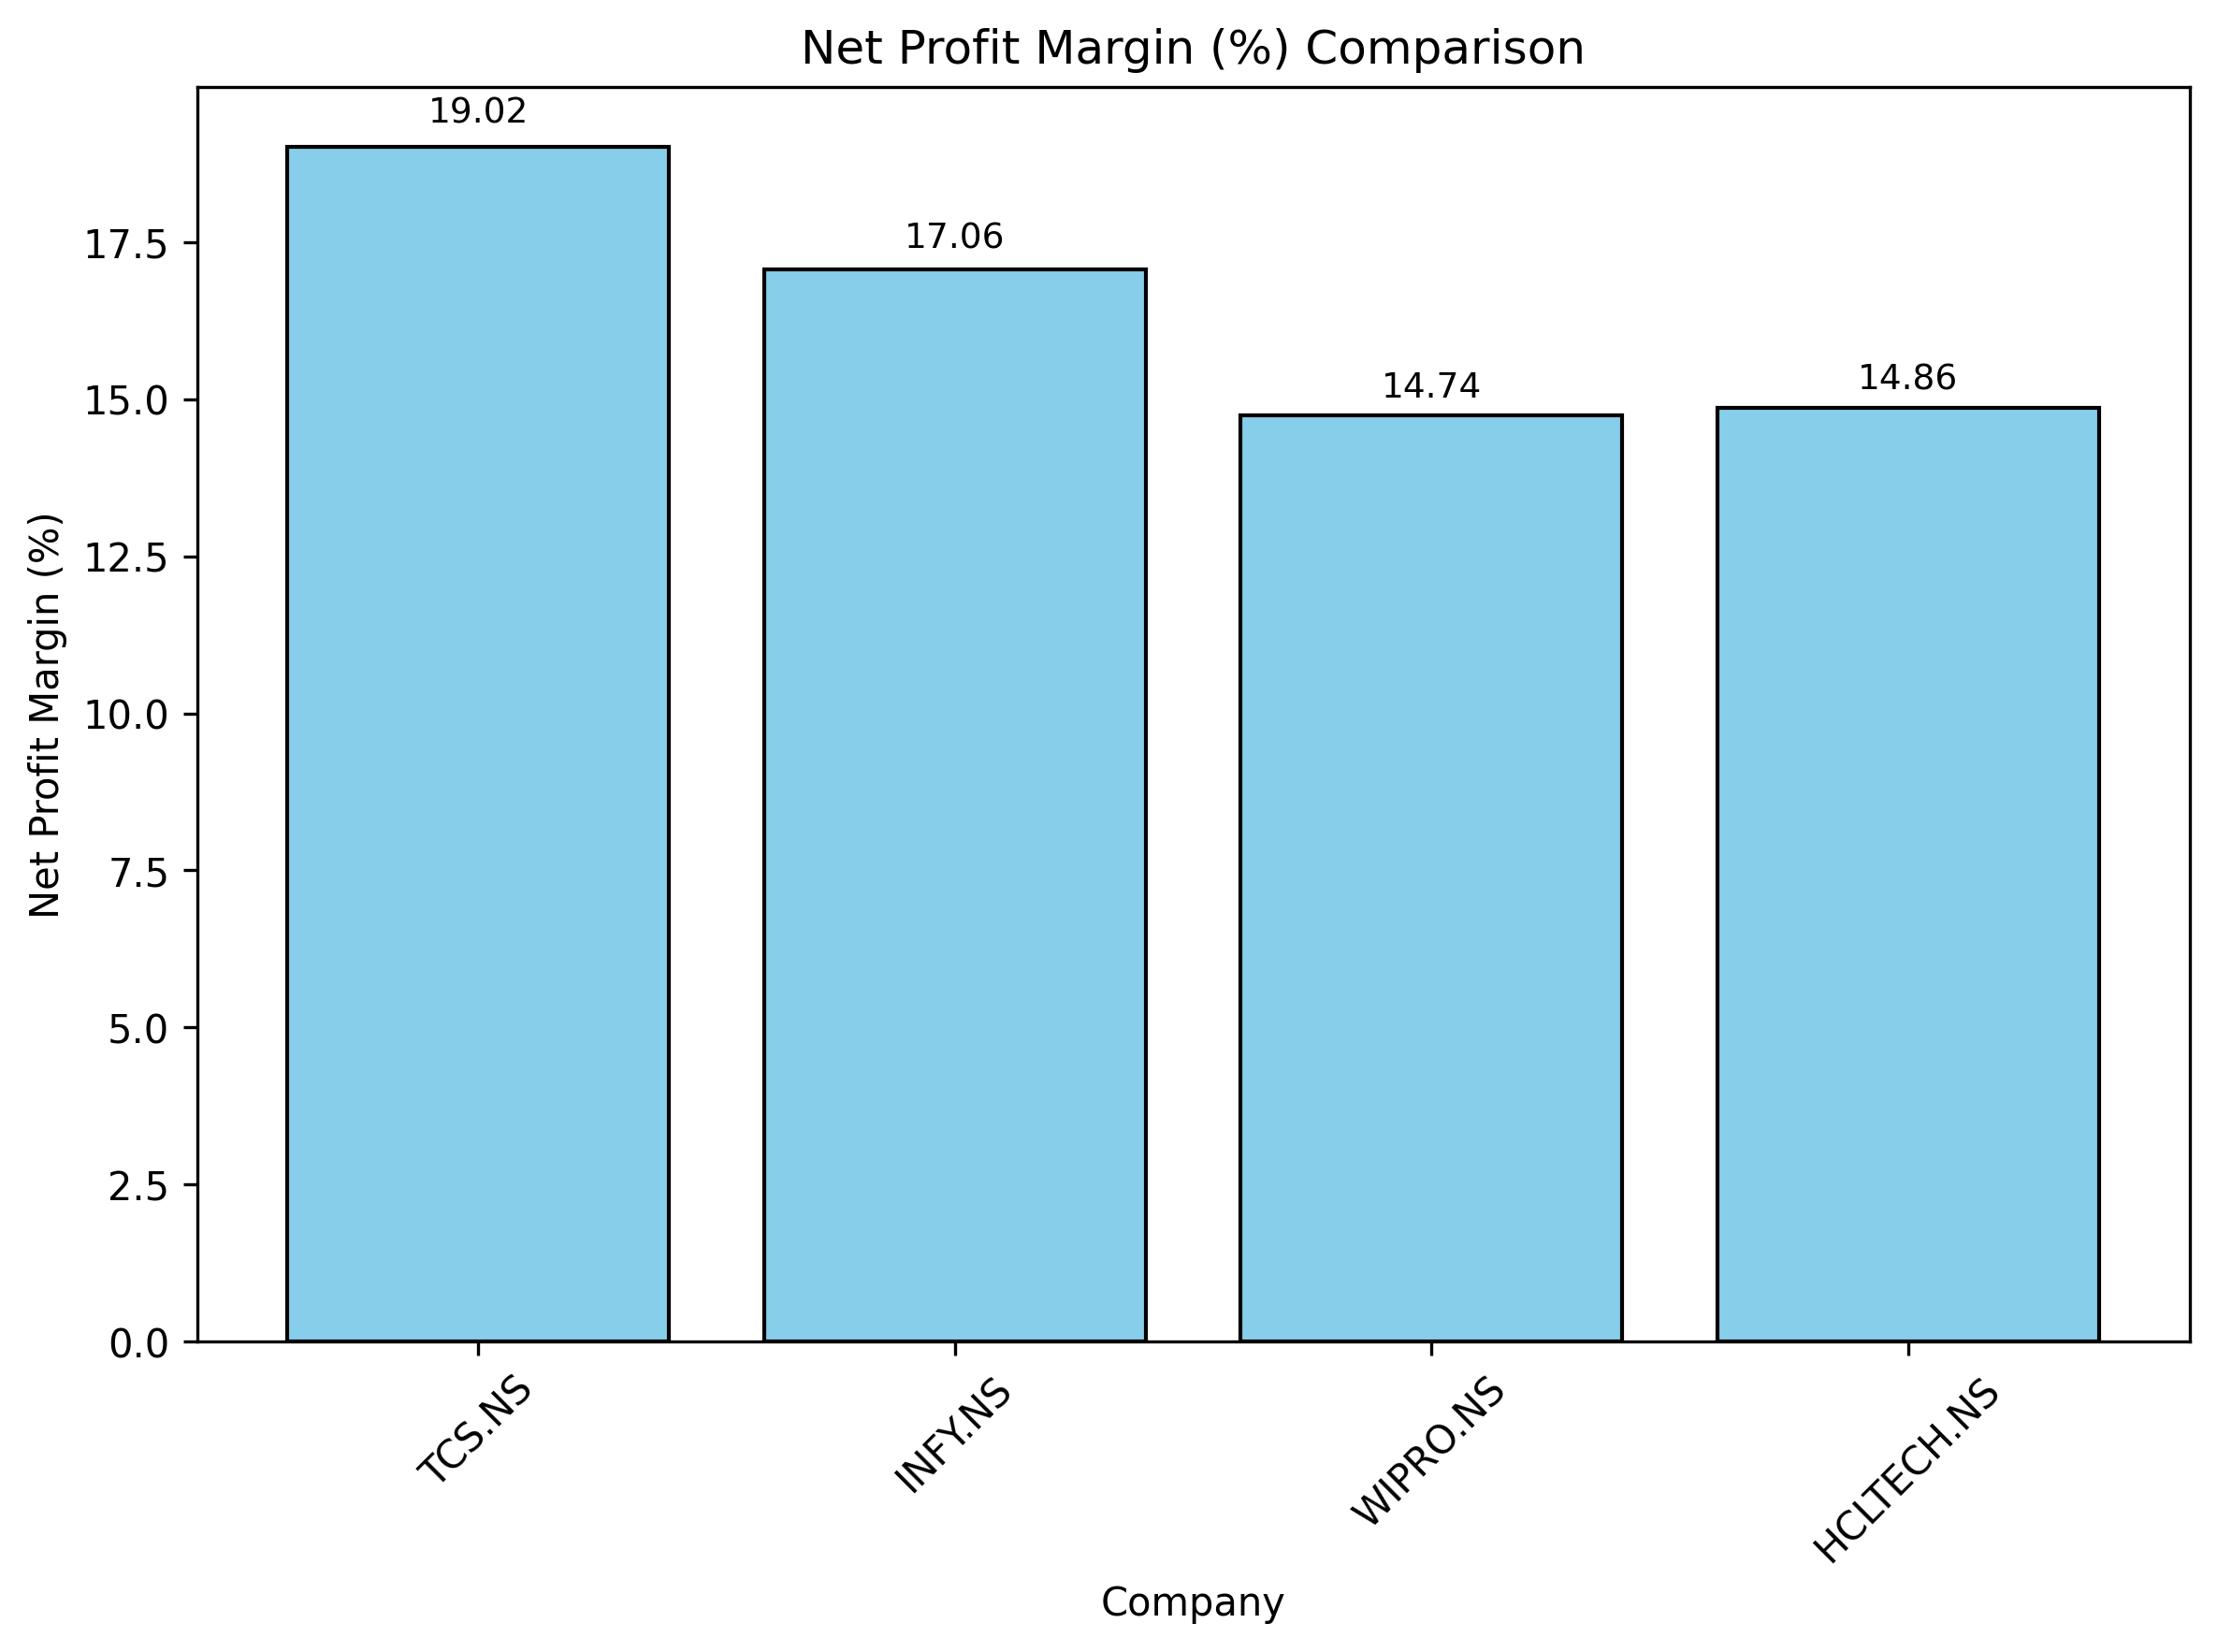 Net Profit Margin (%) Comparison
19.02
17.06
14.74
14.86
Net Profit Margin (%)
17.5
15.0
12.5
10.0
7.5
5.0
2.5
0.0
TCS.NS
INFY.NS
WIPRO.NS
HCLTECH.NS
Company